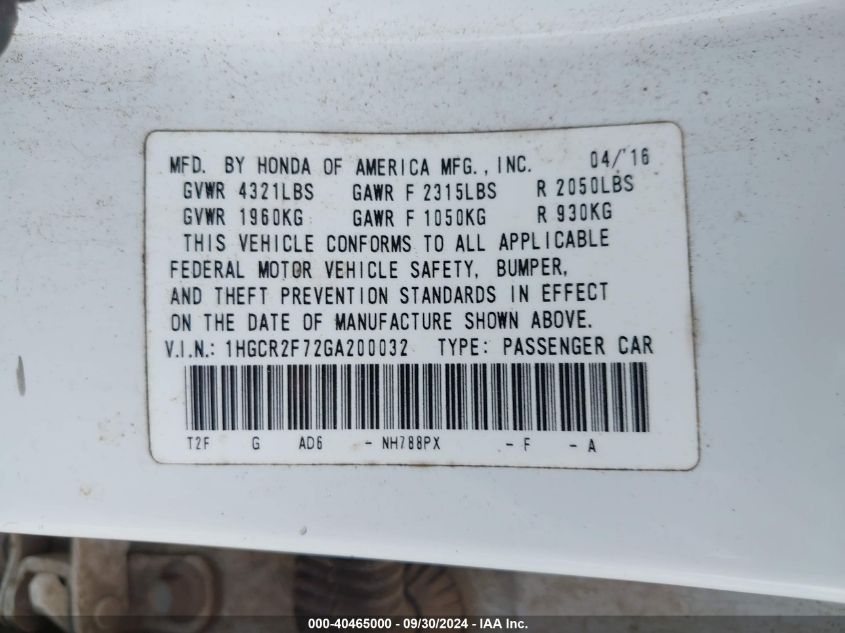 MFD. BY HONDA OF AMERICA MFG., INC. 04/'16
GVWR 4321LBS GAWR F 2315LBS R 2050LBS
GVWR 1960KG GAWR F 1050KG R 930KG
THIS VEHICLE CONFORMS TO ALL APPLICABLE
FEDERAL MOTOR VEHICLE SAFETY, BUMPER,
AND THEFT PREVENTION STANDARDS IN EFFECT
ON THE DATE OF MANUFACTURE SHOWN ABOVE.
V.I.N.: 1HGCR2F72GA200032 TYPE: PASSENGER CAR
T2F G AD6 - NH788PX - F - A
000-40465000 - 09/30/2024 - IAA Inc.